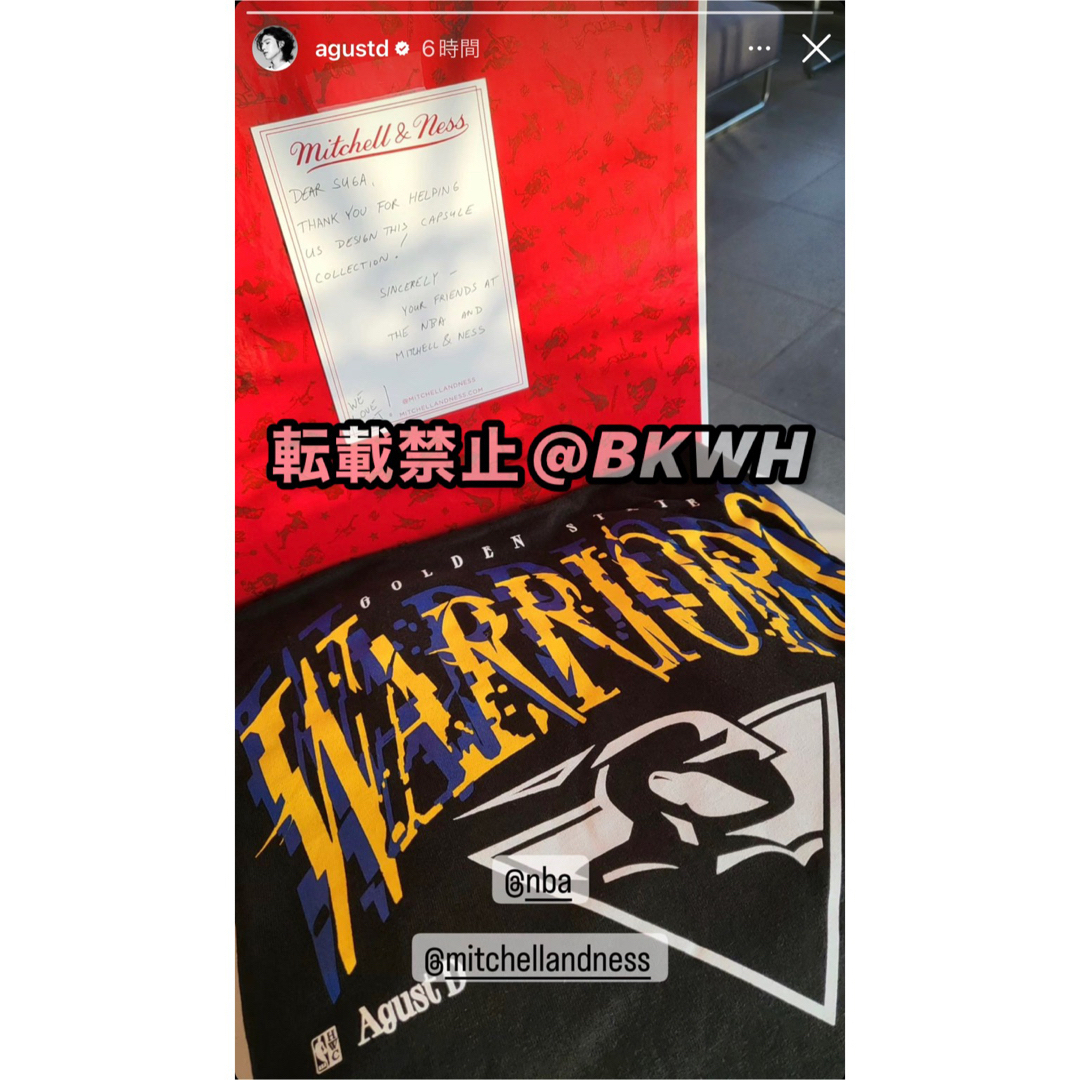 agustd 6時間
Mitchell & Ness
DEAR SUGA,
THANK YOU FOR HELPING
US DESIGN THIS CAPSULE
COLLECTION!
SINCERELY —
YOUR FRIENDS AT
THE NBA AND
MITCHELL & NESS
WE
@MITCHELLANDNESS
MITCHELLANDNESS.COM
転載禁止@BKWH
GOLDEN STATE
WARRIORS
@nba
@mitchellandness
Agust D
HWC